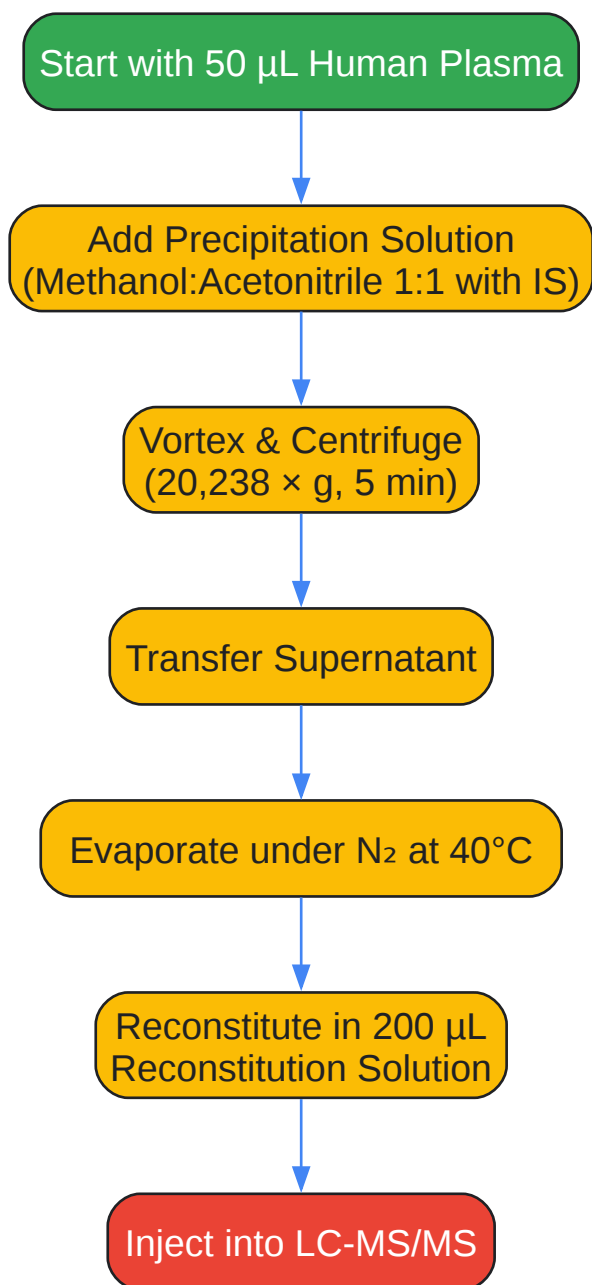 Start with 50 µL Human Plasma
Add Precipitation Solution
(Methanol:Acetonitrile 1:1 with IS)
Vortex & Centrifuge
(20,238 × g, 5 min)
Transfer Supernatant
Evaporate under N₂ at 40°C
Reconstitute in 200 µL
Reconstitution Solution
Inject into LC-MS/MS